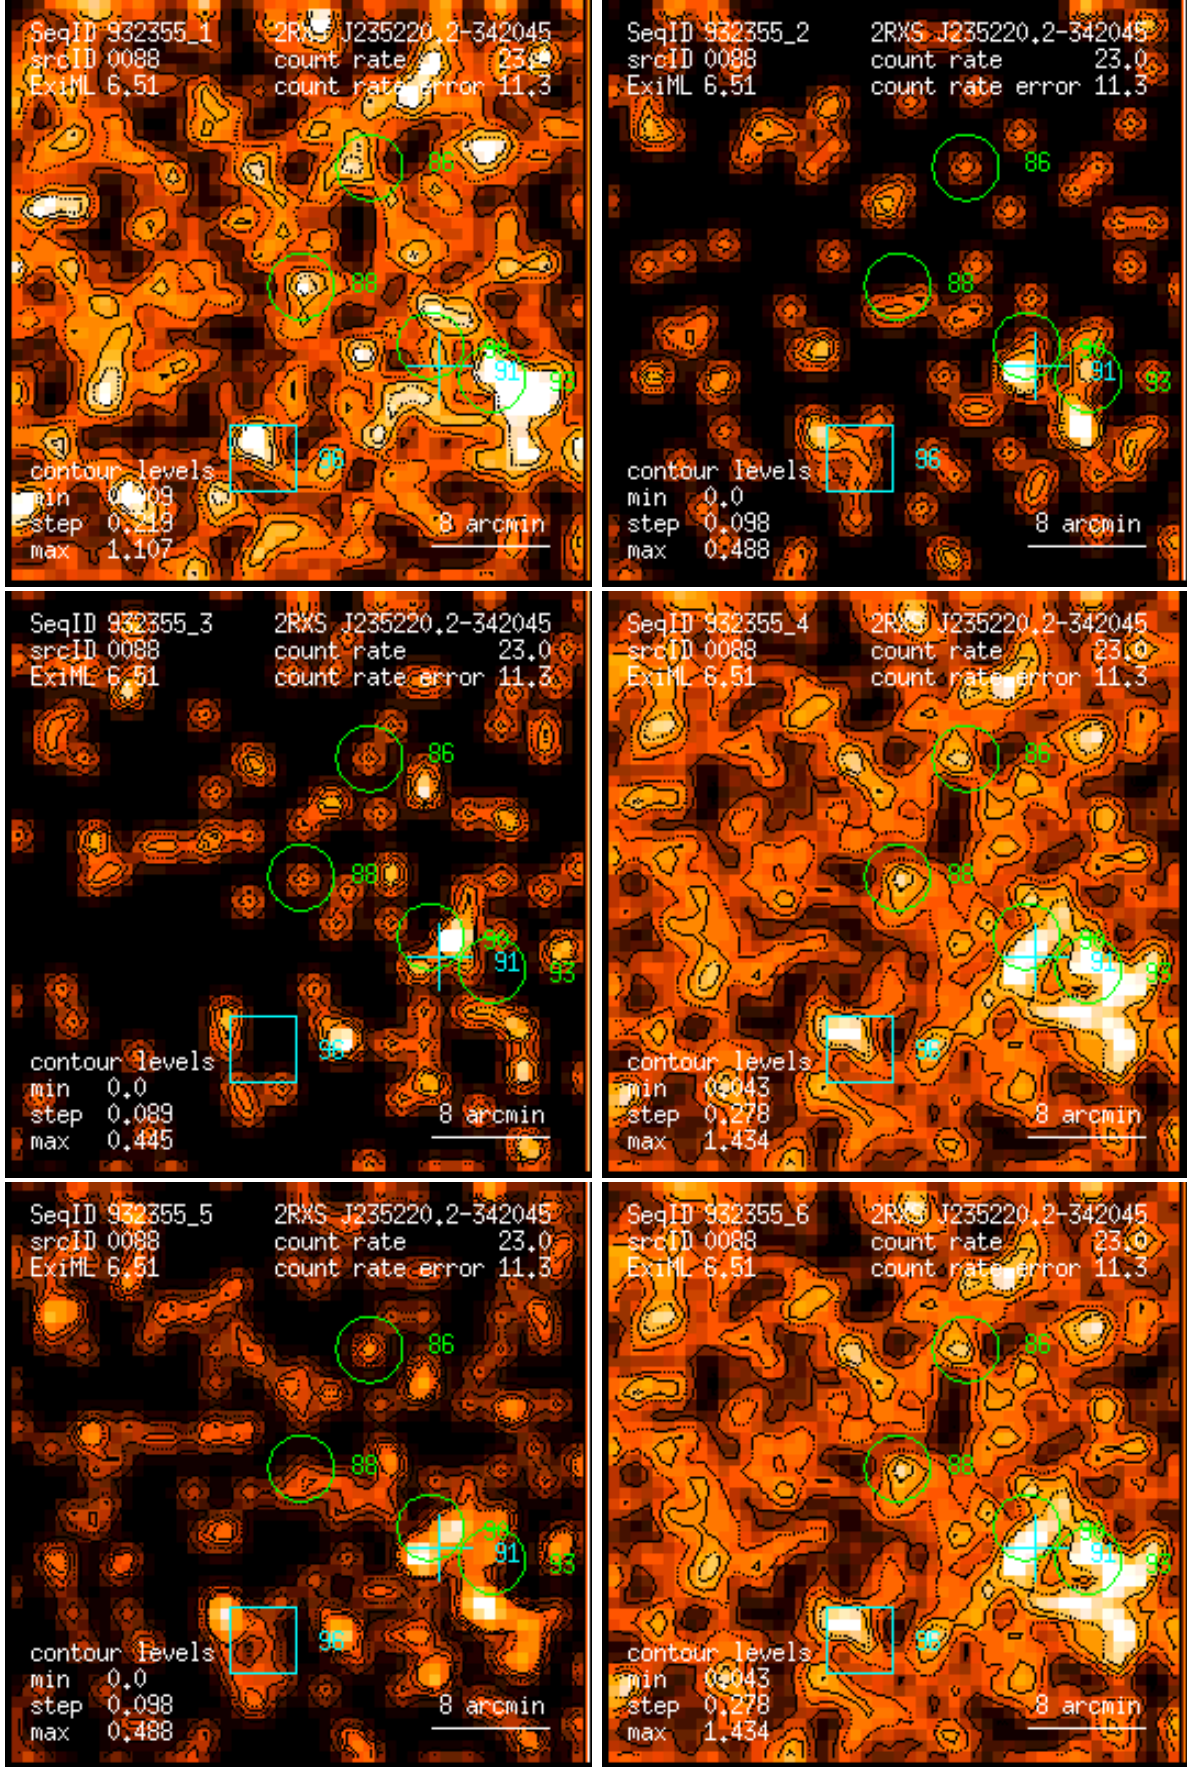 SeqID 932355_1 2RXS J235220.2-342045
srcID 0088 count rate 23.0
ExiML 6.51 count rate error 11.3
86
88
90
91 93
96
contour levels
min 0.009
step 0.219 8 arcmin
max 1.107
SeqID 932355_2 2RXS J235220.2-342045
srcID 0088 count rate 23.0
ExiML 6.51 count rate error 11.3
86
88
90
91 93
96
contour levels
min 0.0
step 0.098 8 arcmin
max 0.488
SeqID 932355_3 2RXS J235220.2-342045
srcID 0088 count rate 23.0
ExiML 6.51 count rate error 11.3
86
88
90
91 93
96
contour levels
min 0.0
step 0.089 8 arcmin
max 0.445
SeqID 932355_4 2RXS J235220.2-342045
srcID 0088 count rate 23.0
ExiML 6.51 count rate error 11.3
86
88
90
91 93
96
contour levels
min 0.043
step 0.278 8 arcmin
max 1.434
SeqID 932355_5 2RXS J235220.2-342045
srcID 0088 count rate 23.0
ExiML 6.51 count rate error 11.3
86
88
90
91 93
96
contour levels
min 0.0
step 0.098 8 arcmin
max 0.488
SeqID 932355_6 2RXS J235220.2-342045
srcID 0088 count rate 23.0
ExiML 6.51 count rate error 11.3
86
88
90
91 93
96
contour levels
min 0.043
step 0.278 8 arcmin
max 1.434